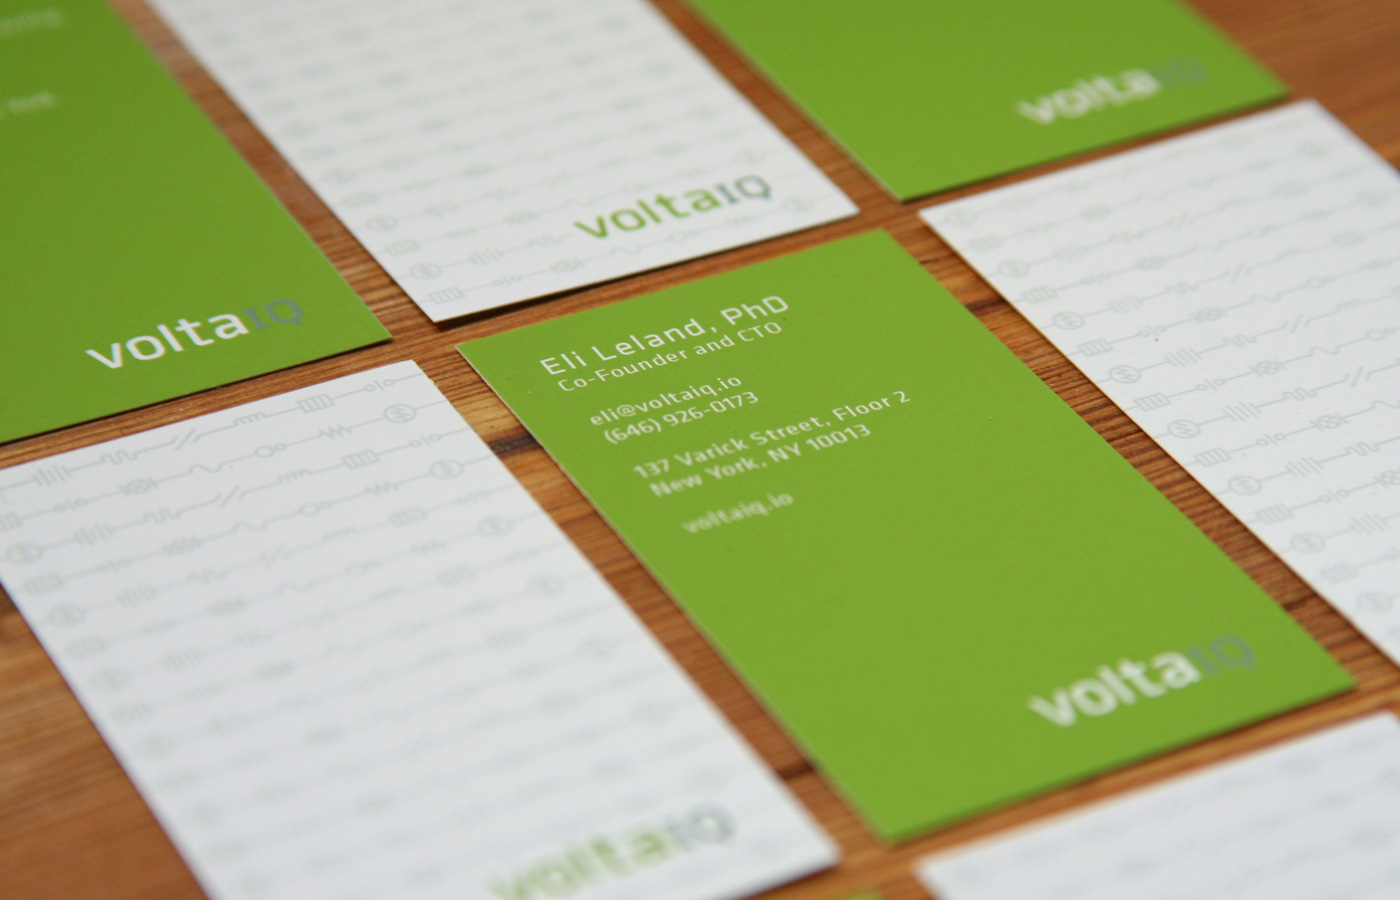 voltaIQ
voltaIQ
voltaIQ
Eli Leland, PhD
Co-Founder and CTO
eli@voltaiq.io
(646) 926-0173
137 Varick Street, Floor 2
New York, NY 10013
voltaiq.io
voltaIQ
voltaIQ